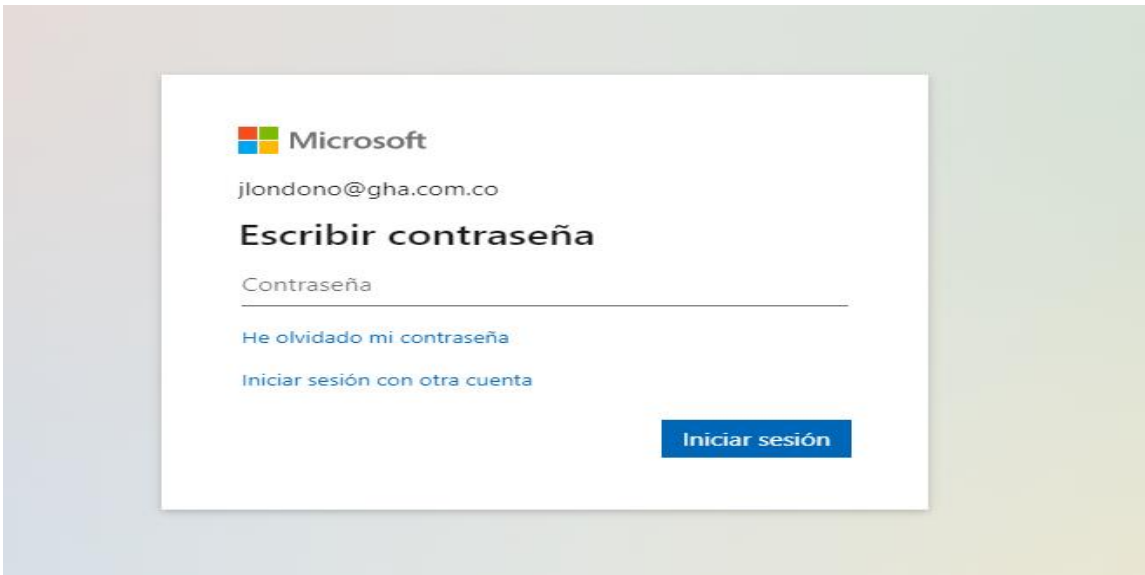 Microsoft
jlondono@gha.com.co
Escribir contraseña
Contraseña
He olvidado mi contraseña
Iniciar sesión con otra cuenta
Iniciar sesión